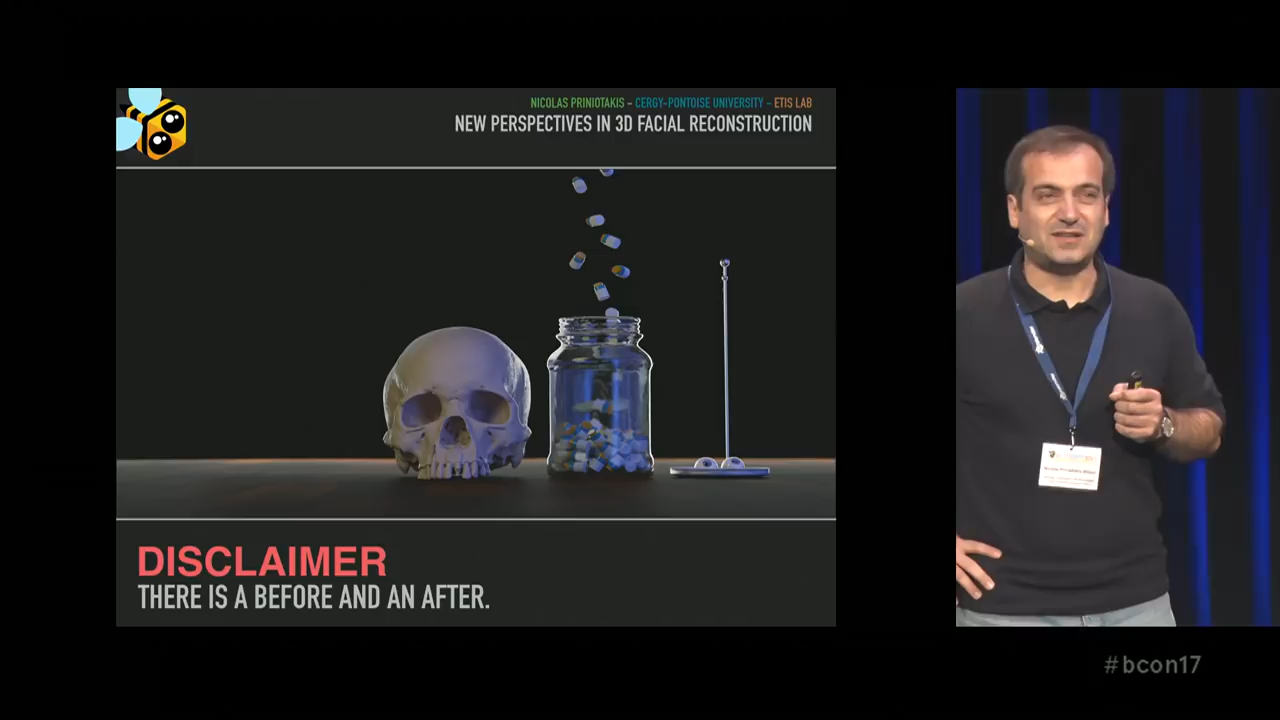 NICOLAS PRINIOTAKIS – CERGY-PONTOISE UNIVERSITY – ETIS LAB
NEW PERSPECTIVES IN 3D FACIAL RECONSTRUCTION
DISCLAIMER
THERE IS A BEFORE AND AN AFTER.
#bcon17